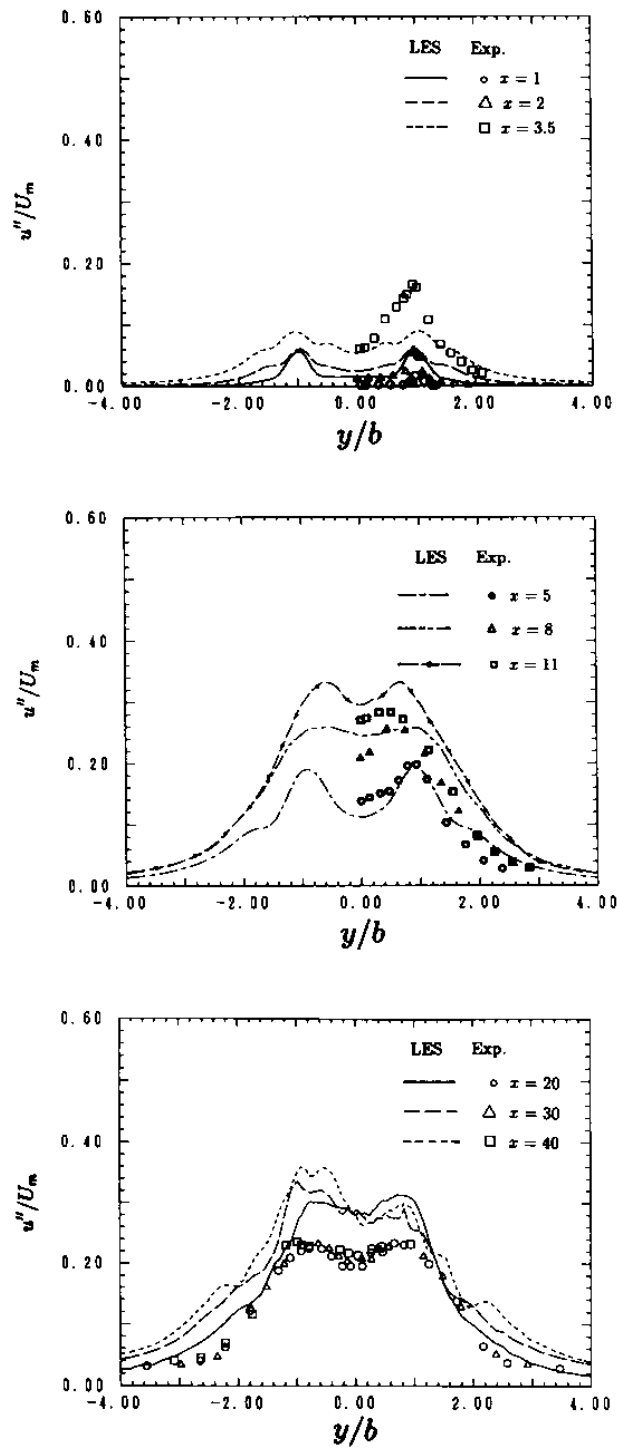 0.60
LES Exp.
x = 1
x = 2
x = 3.5
0.40
u''/U_m
0.20
0.00
-4.00 -2.00 0.00 2.00 4.00
y/b
0.60
LES Exp.
x = 5
x = 8
x = 11
0.40
u''/U_m
0.20
0.00
-4.00 -2.00 0.00 2.00 4.00
y/b
0.60
LES Exp.
x = 20
x = 30
x = 40
0.40
u''/U_m
0.20
0.00
-4.00 -2.00 0.00 2.00 4.00
y/b